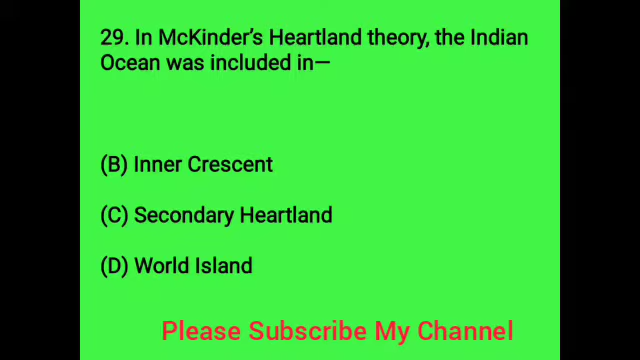 29. In McKinder's Heartland theory, the Indian
Ocean was included in—
(B) Inner Crescent
(C) Secondary Heartland
(D) World Island
Please Subscribe My Channel